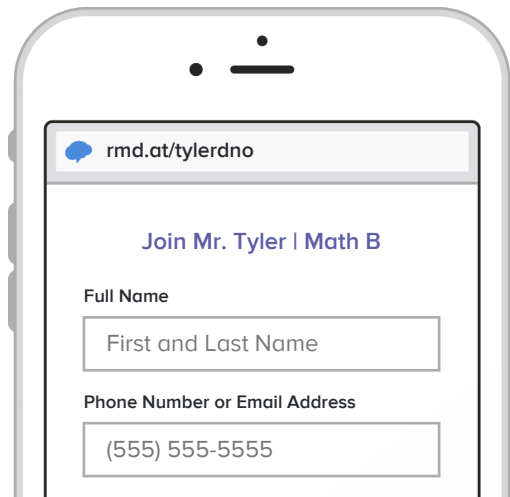 rmd.at/tylerdno
Join Mr. Tyler | Math B
Full Name
First and Last Name
Phone Number or Email Address
(555) 555-5555